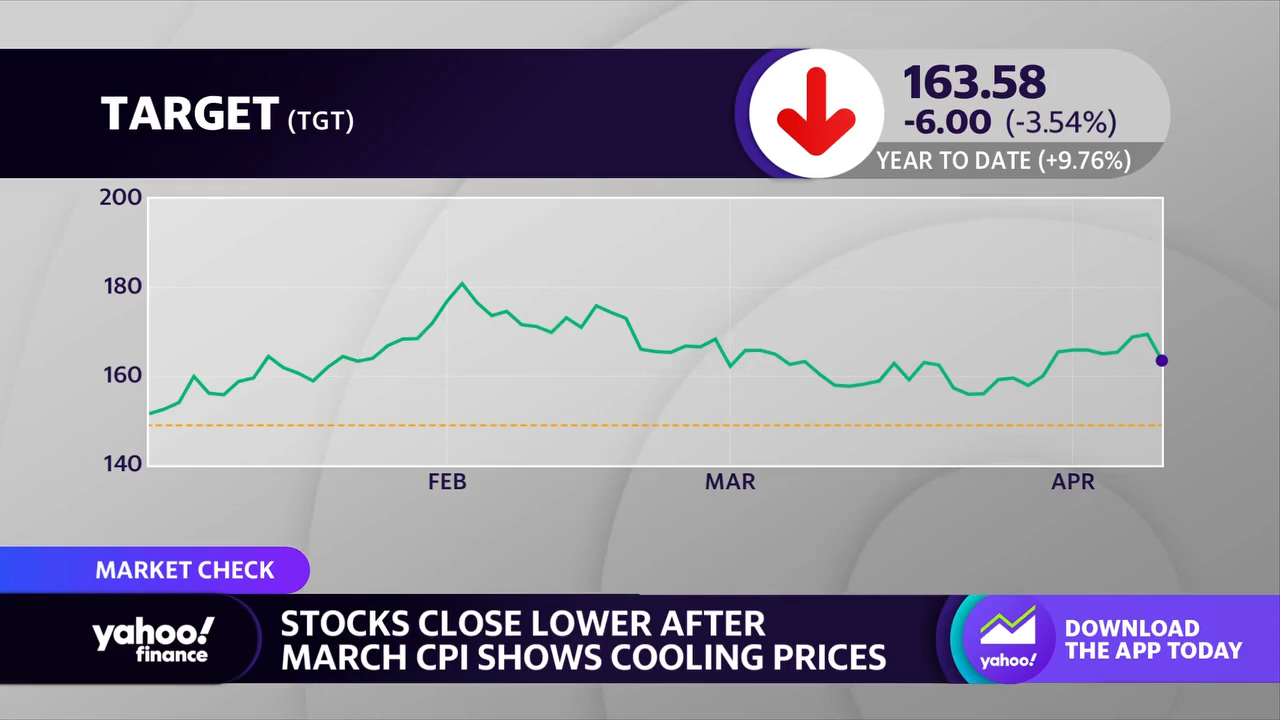 TARGET (TGT)
163.58
-6.00 (-3.54%)
YEAR TO DATE (+9.76%)
200
180
160
140
FEB MAR APR
MARKET CHECK
yahoo!
finance
STOCKS CLOSE LOWER AFTER
MARCH CPI SHOWS COOLING PRICES
yahoo!
DOWNLOAD
THE APP TODAY